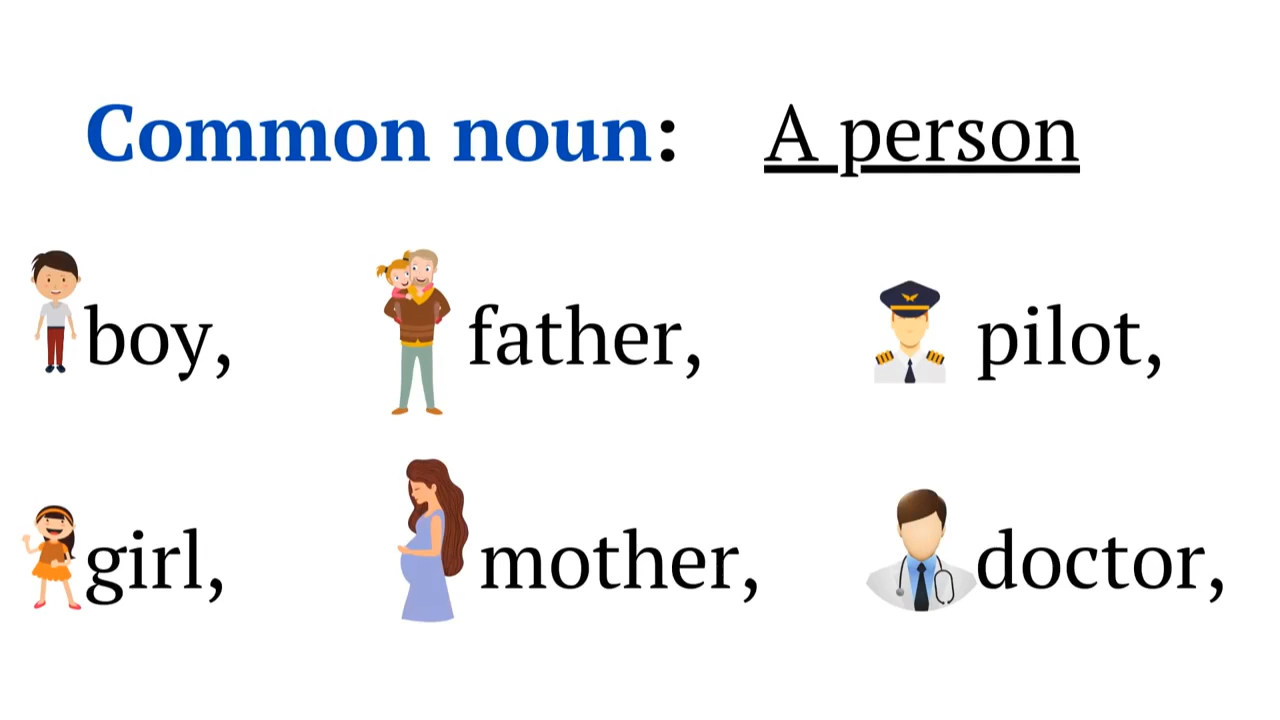 Common noun: A person
boy, father, pilot,
girl, mother, doctor,